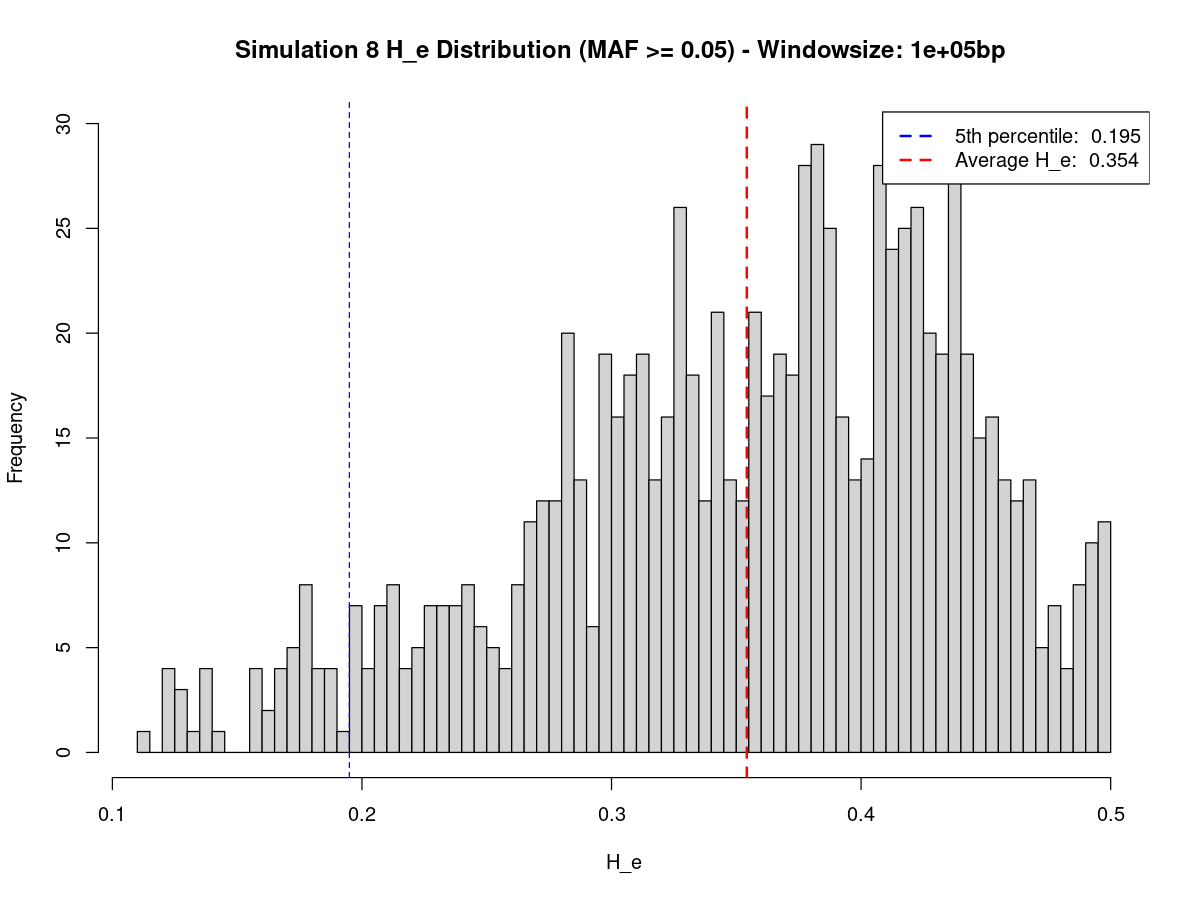 Simulation 8 H_e Distribution (MAF >= 0.05) - Windowsize: 1e+05bp
5th percentile: 0.195
Average H_e: 0.354
30
25
20
15
10
5
0
Frequency
0.1 0.2 0.3 0.4 0.5
H_e